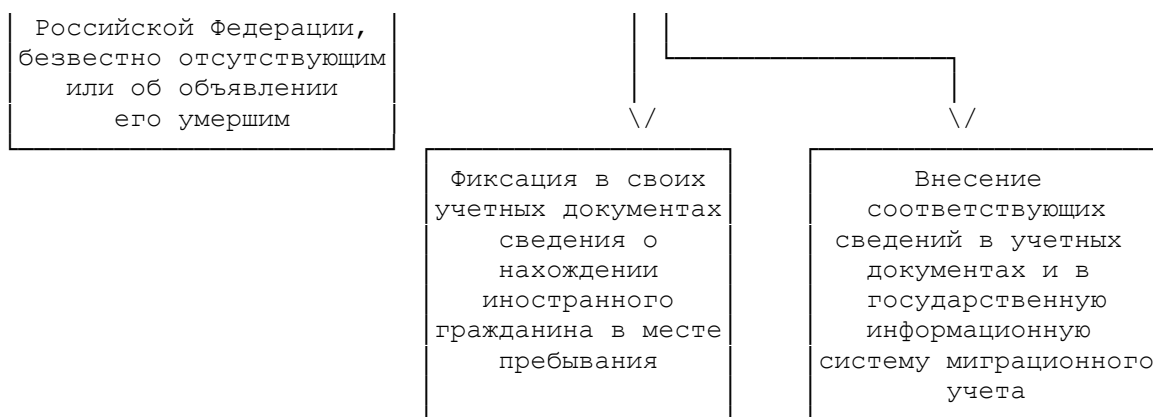 Российской Федерации,
безвестно отсутствующим
или об объявлении
его умершим
Фиксация в своих
учетных документах
сведения о
нахождении
иностранного
гражданина в месте
пребывания
Внесение
соответствующих
сведений в учетных
документах и в
государственную
информационную
систему миграционного
учета